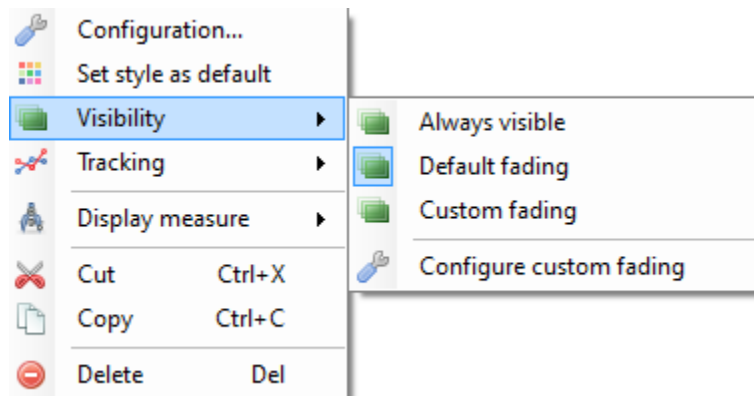 Configuration...
Set style as default
Visibility
Tracking
Display measure
Cut Ctrl+X
Copy Ctrl+C
Delete Del
Always visible
Default fading
Custom fading
Configure custom fading